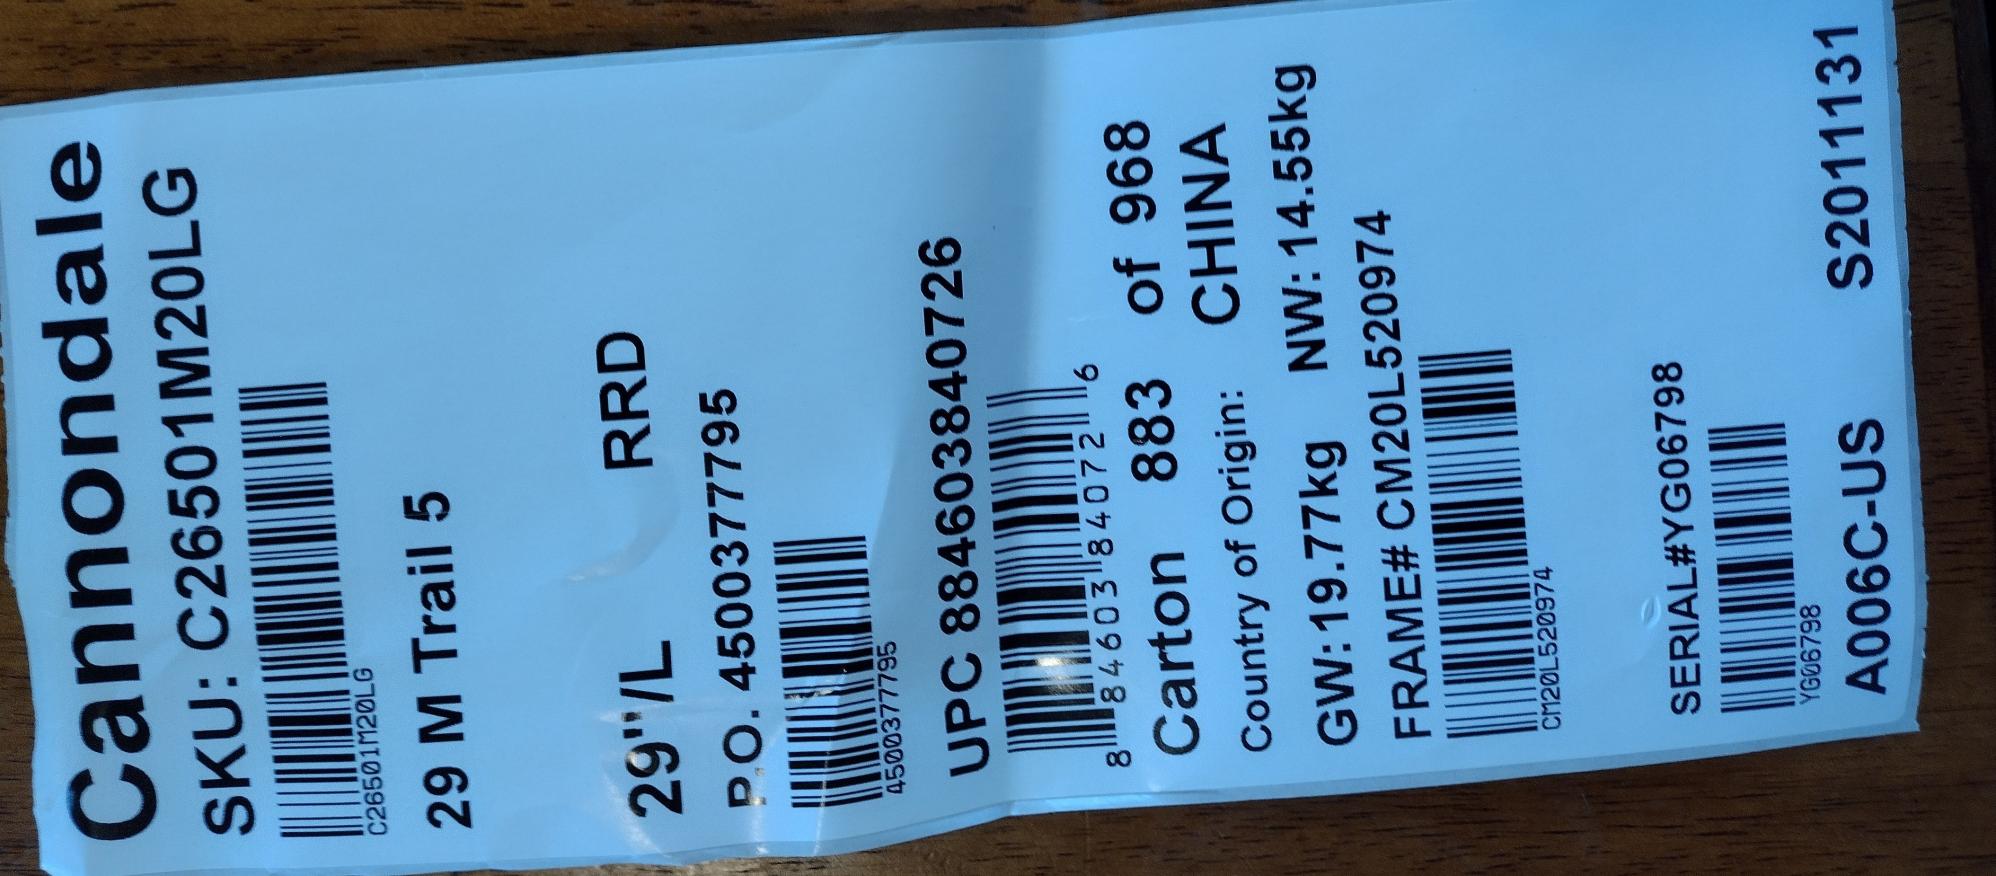 Cannondale
SKU: C26501M20LG
C26501M20LG
29 M Trail 5
29"/L RRD
P.O. 4500377795
4500377795
UPC 884603840726
8 84603 84072 6
Carton 883 of 968
Country of Origin: CHINA
GW:19.77kg NW:14.55kg
FRAME# CM20L520974
CM20L520974
SERIAL#YG06798
YG06798
A006C-US S2011131